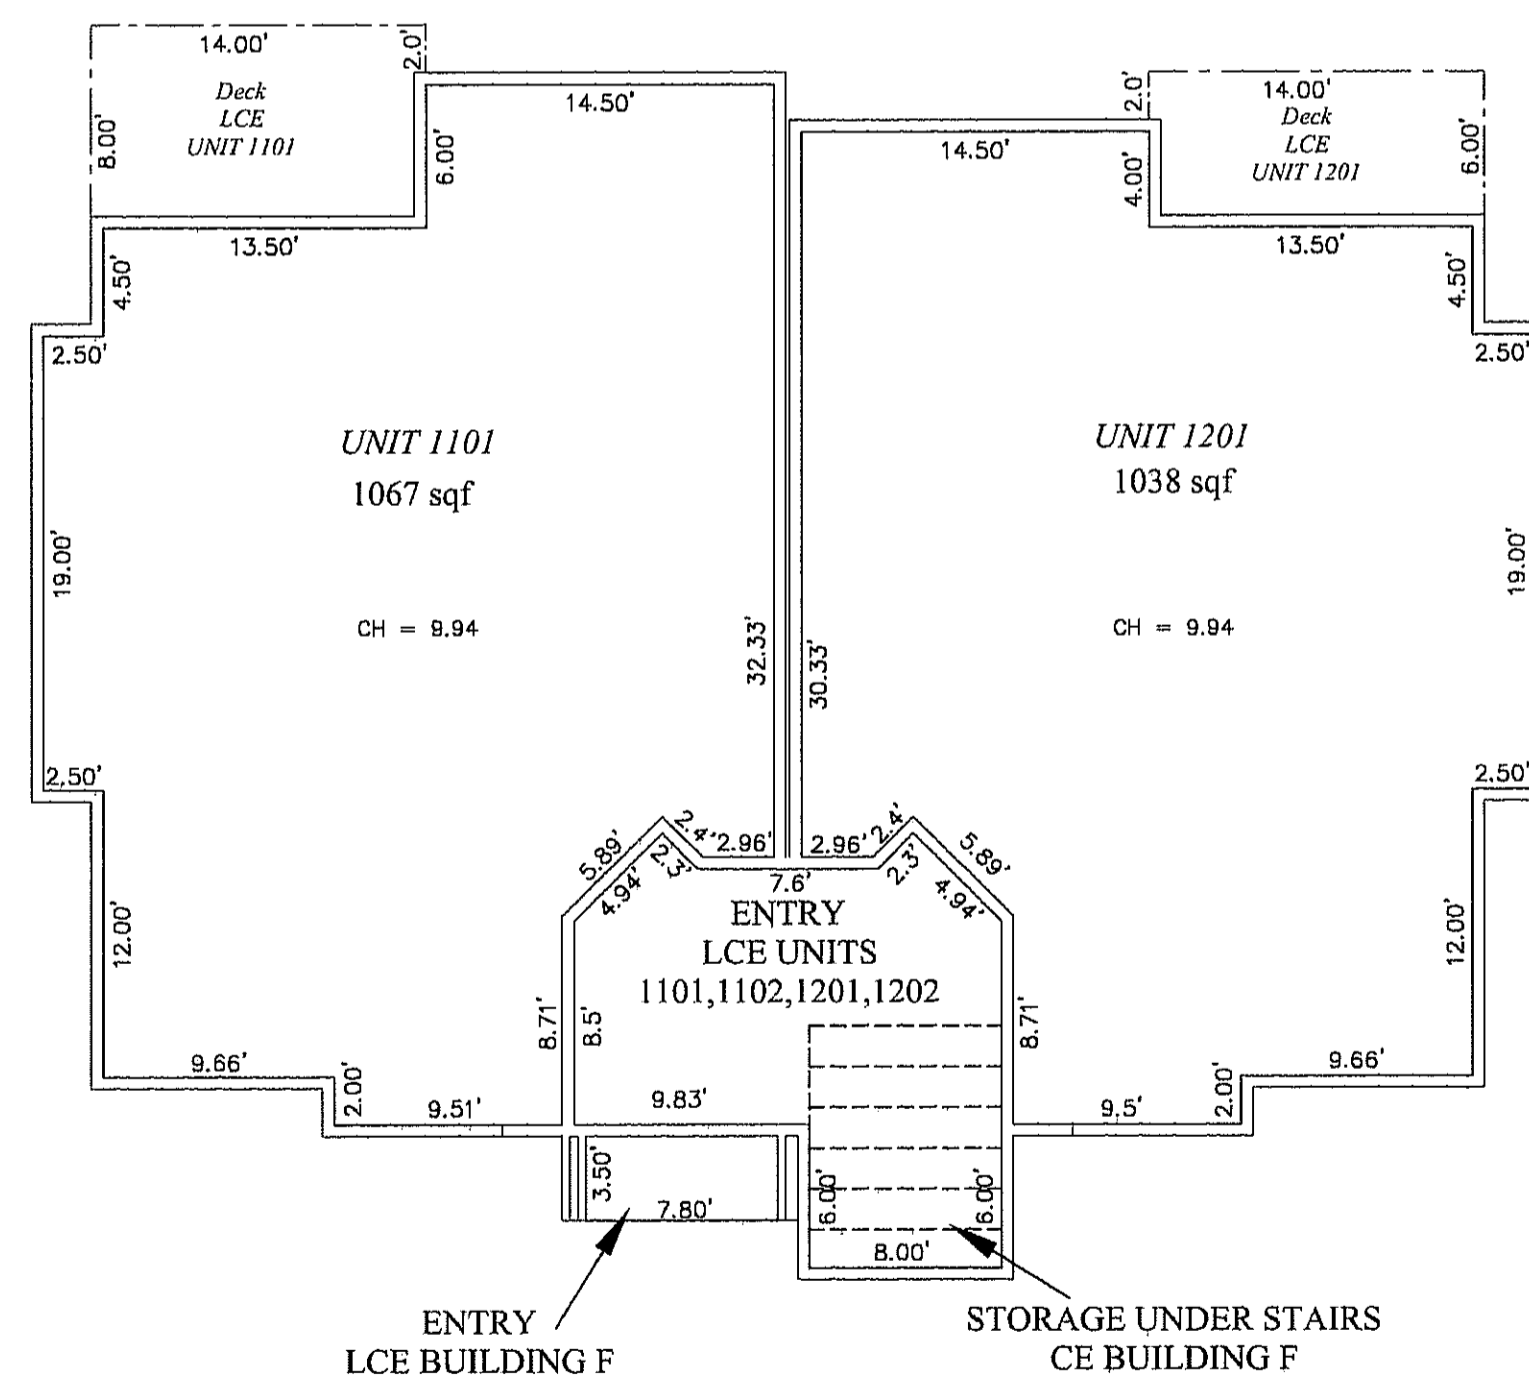 14.00'
2.0'
Deck
LCE
UNIT 1101
8.00'
6.00'
14.50'
13.50'
4.50'
2.50'
14.00'
2.0'
Deck
LCE
UNIT 1201
6.00'
14.50'
4.00'
13.50'
4.50'
2.50'
UNIT 1101
1067 sqf
CH = 9.94
19.00'
32.33'
UNIT 1201
1038 sqf
CH = 9.94
19.00'
30.33'
2.50'
2.50'
12.00'
12.00'
5.89'
2.4'
2.96'
2.96'
2.4'
5.89'
4.94'
2.3'
7.6'
2.3'
4.94'
ENTRY
LCE UNITS
1101,1102,1201,1202
8.71'
8.5'
8.71'
9.66'
2.00'
9.51'
9.83'
9.5'
2.00'
9.66'
3.50'
7.80'
6.00'
6.00'
8.00'
ENTRY
LCE BUILDING F
STORAGE UNDER STAIRS
CE BUILDING F